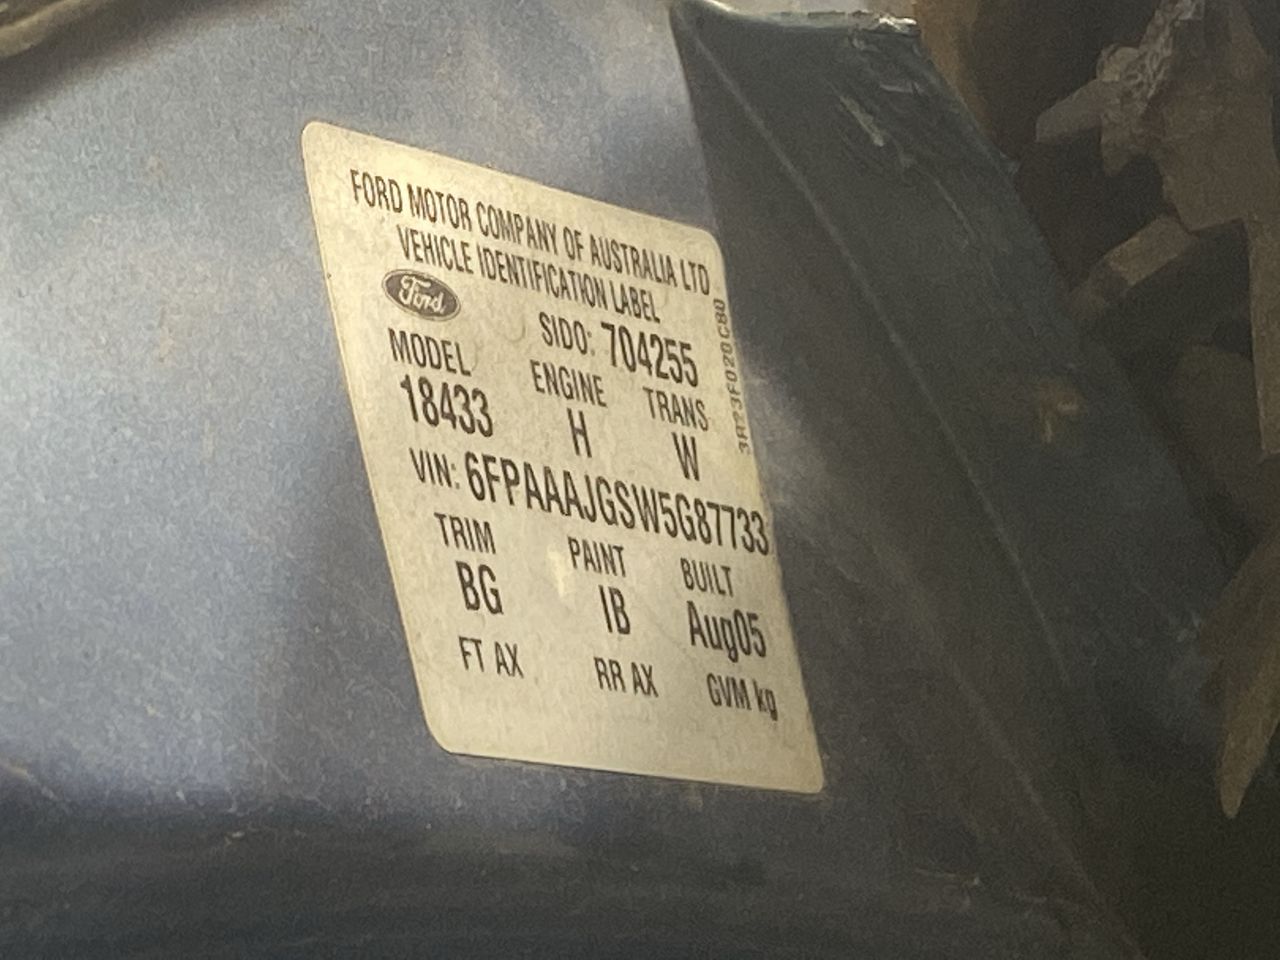 FORD MOTOR COMPANY OF AUSTRALIA LTD
VEHICLE IDENTIFICATION LABEL
Ford
SIDO: 704255
MODEL ENGINE TRANS
18433 H W
VIN: 6FPAAAJGSW5G87733
TRIM PAINT BUILT
BG IB Aug05
FT AX RR AX GVM kg
3R23F020C80